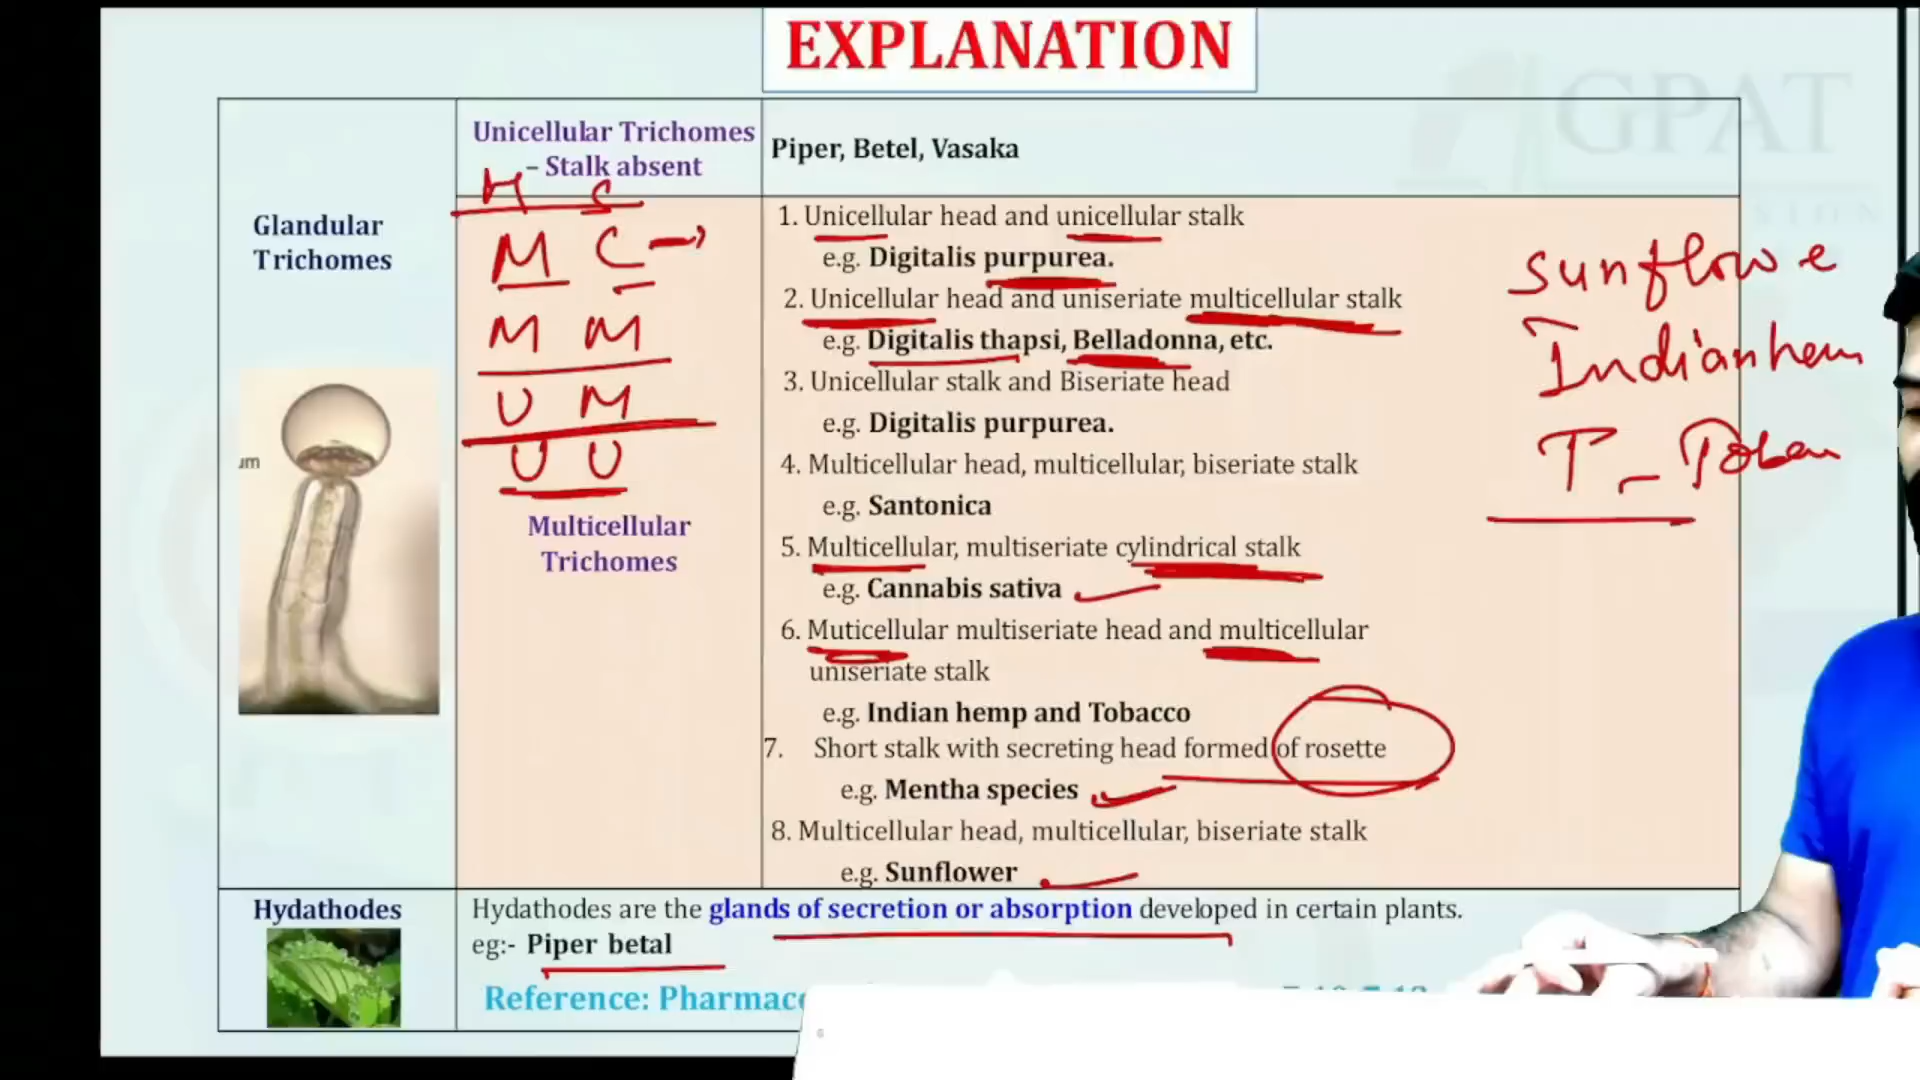 EXPLANATION
GPAT
Unicellular Trichomes
– Stalk absent
Piper, Betel, Vasaka
Glandular
Trichomes
H S
M C →
M M
U M
U U
Multicellular
Trichomes
1. Unicellular head and unicellular stalk
e.g. Digitalis purpurea.
2. Unicellular head and uniseriate multicellular stalk
e.g. Digitalis thapsi, Belladonna, etc.
3. Unicellular stalk and Biseriate head
e.g. Digitalis purpurea.
4. Multicellular head, multicellular, biseriate stalk
e.g. Santonica
5. Multicellular, multiseriate cylindrical stalk
e.g. Cannabis sativa
6. Muticellular multiseriate head and multicellular
uniseriate stalk
e.g. Indian hemp and Tobacco
7. Short stalk with secreting head formed of rosette
e.g. Mentha species
8. Multicellular head, multicellular, biseriate stalk
e.g. Sunflower
sunflowe
Indian hem
T -
um
Hydathodes
Hydathodes are the glands of secretion or absorption developed in certain plants.
eg:- Piper betal
Reference: Pharmaco